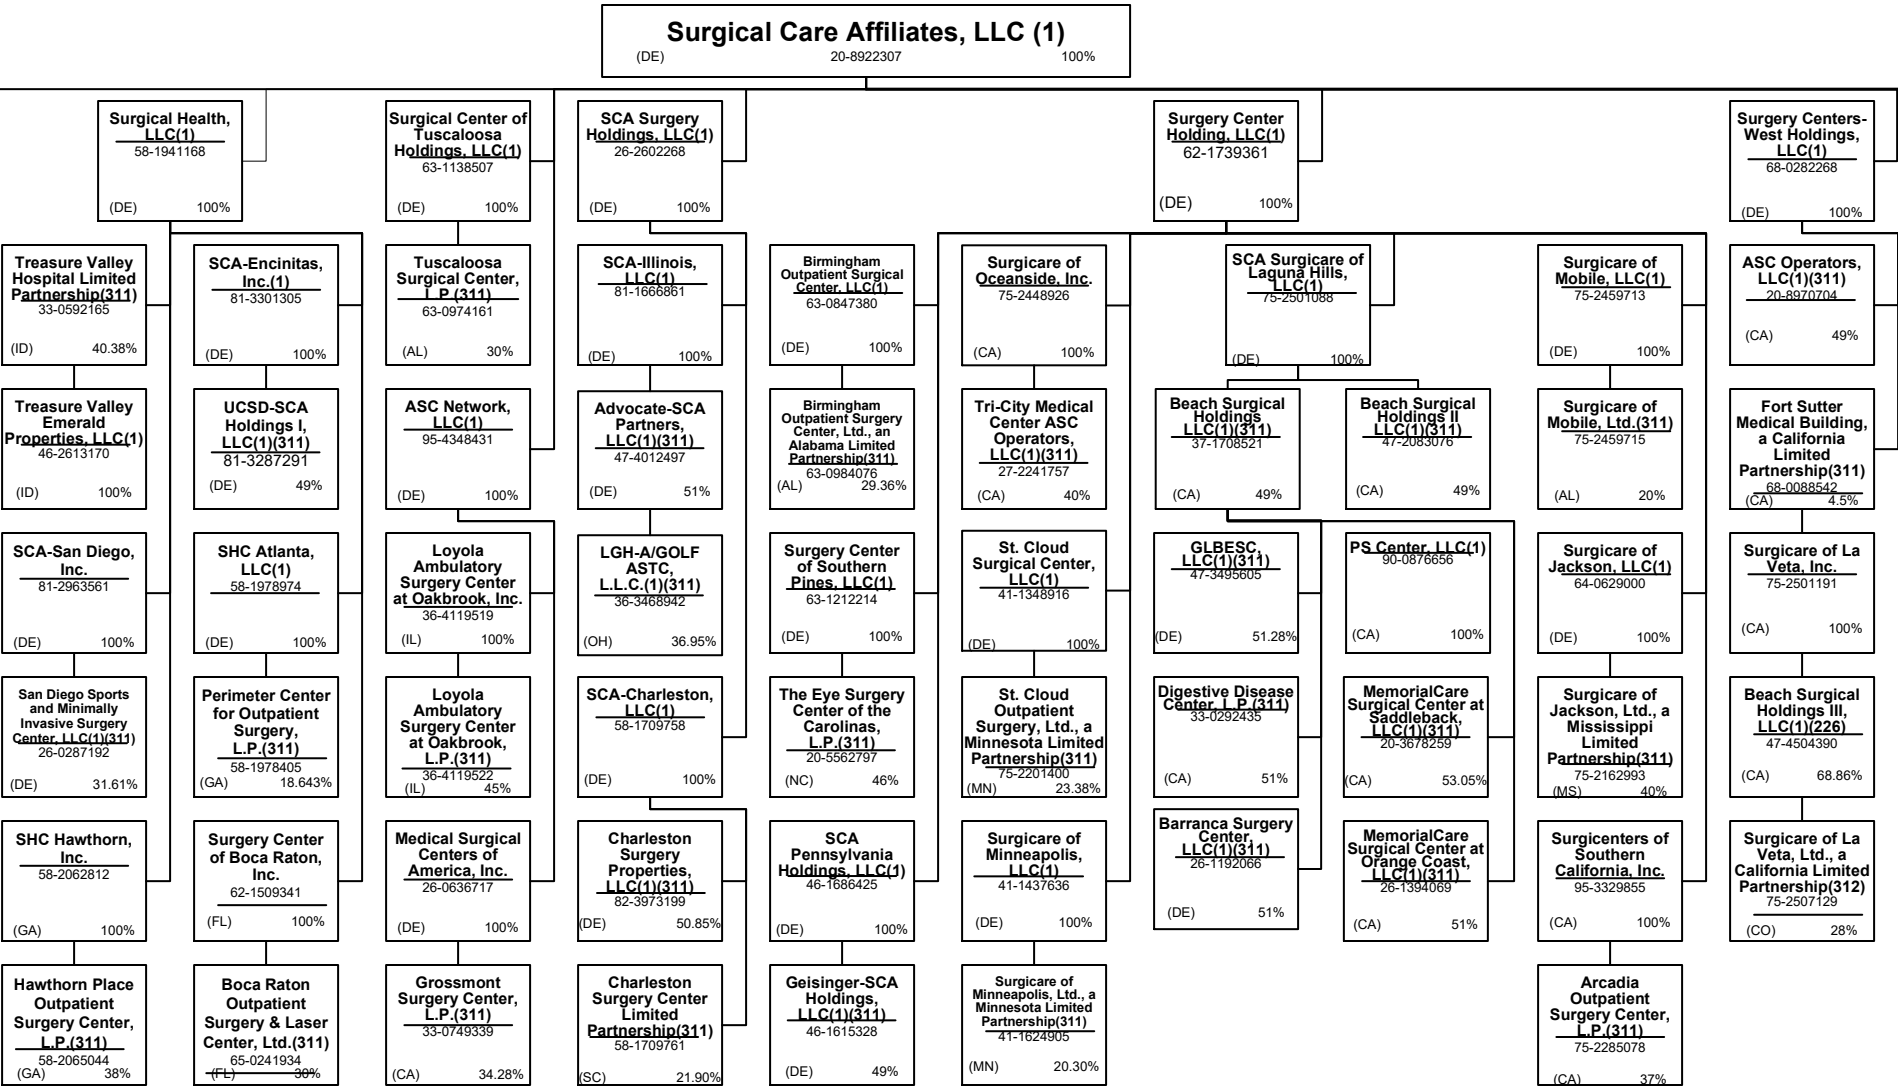 Surgical Care Affiliates, LLC (1)
(DE) 20-8922307 100%
Surgical Health,
LLC(1)
58-1941168
(DE) 100%
Surgical Center of
Tuscaloosa
Holdings, LLC(1)
63-1138507
(DE) 100%
SCA Surgery
Holdings, LLC(1)
26-2602268
(DE) 100%
Surgery Center
Holding, LLC(1)
62-1739361
(DE) 100%
Surgery Centers-
West Holdings,
LLC(1)
68-0282268
(DE) 100%
Treasure Valley
Hospital Limited
Partnership(311)
33-0592165
(ID) 40.38%
SCA-Encinitas,
Inc.(1)
81-3301305
(DE) 100%
Tuscaloosa
Surgical Center,
L.P.(311)
63-0974161
(AL) 30%
SCA-Illinois,
LLC(1)
81-1666861
(DE) 100%
Birmingham
Outpatient Surgical
Center, LLC(1)
63-0847380
(DE) 100%
Surgicare of
Oceanside, Inc.
75-2448926
(CA) 100%
SCA Surgicare of
Laguna Hills,
LLC(1)
75-2501088
(DE) 100%
Surgicare of
Mobile, LLC(1)
75-2459713
(DE) 100%
ASC Operators,
LLC(1)(311)
20-8970704
(CA) 49%
Treasure Valley
Emerald
Properties, LLC(1)
46-2613170
(ID) 100%
UCSD-SCA
Holdings I,
LLC(1)(311)
81-3287291
(DE) 49%
ASC Network,
LLC(1)
95-4348431
(DE) 100%
Advocate-SCA
Partners,
LLC(1)(311)
47-4012497
(DE) 51%
Birmingham
Outpatient Surgery
Center, Ltd., an
Alabama Limited
Partnership(311)
63-0984076
(AL) 29.36%
Tri-City Medical
Center ASC
Operators,
LLC(1)(311)
27-2241757
(CA) 40%
Beach Surgical
Holdings
LLC(1)(311)
37-1708521
(CA) 49%
Beach Surgical
Holdings II
LLC(1)(311)
47-2083076
(CA) 49%
Surgicare of
Mobile, Ltd.(311)
75-2459715
(AL) 20%
Fort Sutter
Medical Building,
a California
Limited
Partnership(311)
68-0088542
(CA) 4.5%
SCA-San Diego,
Inc.
81-2963561
(DE) 100%
SHC Atlanta,
LLC(1)
58-1978974
(DE) 100%
Loyola
Ambulatory
Surgery Center
at Oakbrook, Inc.
36-4119519
(IL) 100%
LGH-A/GOLF
ASTC,
L.L.C.(1)(311)
36-3468942
(OH) 36.95%
Surgery Center
of Southern
Pines, LLC(1)
63-1212214
(DE) 100%
St. Cloud
Surgical Center,
LLC(1)
41-1348916
(DE) 100%
GLBESC,
LLC(1)(311)
47-3495605
(DE) 51.28%
PS Center, LLC(1)
90-0876656
(CA) 100%
Surgicare of
Jackson, LLC(1)
64-0629000
(DE) 100%
Surgicare of La
Veta, Inc.
75-2501191
(CA) 100%
San Diego Sports
and Minimally
Invasive Surgery
Center, LLC(1)(311)
26-0287192
(DE) 31.61%
Perimeter Center
for Outpatient
Surgery,
L.P.(311)
58-1978405
(GA) 18.643%
Loyola
Ambulatory
Surgery Center
at Oakbrook,
L.P.(311)
36-4119522
(IL) 45%
SCA-Charleston,
LLC(1)
58-1709758
(DE) 100%
The Eye Surgery
Center of the
Carolinas,
L.P.(311)
20-5562797
(NC) 46%
St. Cloud
Outpatient
Surgery, Ltd., a
Minnesota Limited
Partnership(311)
75-2201400
(MN) 23.38%
Digestive Disease
Center, L.P.(311)
33-0292435
(CA) 51%
MemorialCare
Surgical Center at
Saddleback,
LLC(1)(311)
20-3678259
(CA) 53.05%
Surgicare of
Jackson, Ltd., a
Mississippi
Limited
Partnership(311)
75-2162993
(MS) 40%
Beach Surgical
Holdings III,
LLC(1)(226)
47-4504390
(CA) 68.86%
SHC Hawthorn,
Inc.
58-2062812
(GA) 100%
Surgery Center
of Boca Raton,
Inc.
62-1509341
(FL) 100%
Medical Surgical
Centers of
America, Inc.
26-0636717
(DE) 100%
Charleston
Surgery
Properties,
LLC(1)(311)
82-3973199
(DE) 50.85%
SCA
Pennsylvania
Holdings, LLC(1)
46-1686425
(DE) 100%
Surgicare of
Minneapolis,
LLC(1)
41-1437636
(DE) 100%
Barranca Surgery
Center,
LLC(1)(311)
26-1192066
(DE) 51%
MemorialCare
Surgical Center at
Orange Coast,
LLC(1)(311)
26-1394069
(CA) 51%
Surgicenters of
Southern
California, Inc.
95-3329855
(CA) 100%
Surgicare of La
Veta, Ltd., a
California Limited
Partnership(312)
75-2507129
(CO) 28%
Hawthorn Place
Outpatient
Surgery Center,
L.P.(311)
58-2065044
(GA) 38%
Boca Raton
Outpatient
Surgery & Laser
Center, Ltd.(311)
65-0241934
(FL) 30%
Grossmont
Surgery Center,
L.P.(311)
33-0749339
(CA) 34.28%
Charleston
Surgery Center
Limited
Partnership(311)
58-1709761
(SC) 21.90%
Geisinger-SCA
Holdings,
LLC(1)(311)
46-1615328
(DE) 49%
Surgicare of
Minneapolis, Ltd., a
Minnesota Limited
Partnership(311)
41-1624905
(MN) 20.30%
Arcadia
Outpatient
Surgery Center,
L.P.(311)
75-2285078
(CA) 37%